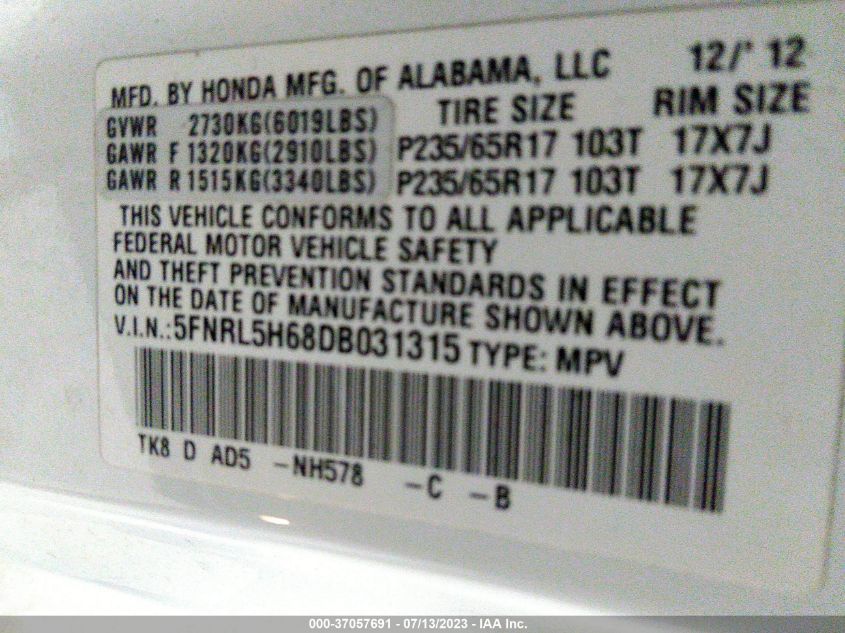 MFD. BY HONDA MFG. OF ALABAMA, LLC 12/' 12
TIRE SIZE RIM SIZE
GVWR 2730KG(6019LBS)
GAWR F 1320KG(2910LBS) P235/65R17 103T 17X7J
GAWR R 1515KG(3340LBS) P235/65R17 103T 17X7J
THIS VEHICLE CONFORMS TO ALL APPLICABLE
FEDERAL MOTOR VEHICLE SAFETY
AND THEFT PREVENTION STANDARDS IN EFFECT
ON THE DATE OF MANUFACTURE SHOWN ABOVE.
V.I.N.:5FNRL5H68DB031315 TYPE: MPV
TK8 D AD5 -NH578 -C -B
000-37057691 - 07/13/2023 - IAA Inc.